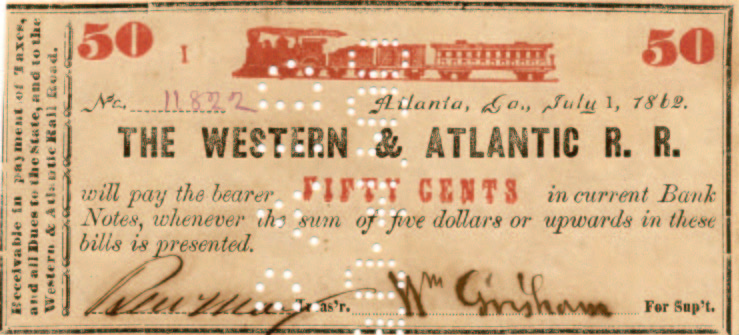 Receivable in payment of Taxes,
and all Dues to the State, and to the
Western & Atlantic Rail Road.
50 I 50
No. 11822
Atlanta, Go., July 1, 1862.
THE WESTERN & ATLANTIC R. R.
will pay the bearer FIFTY CENTS in current Bank
Notes, whenever the sum of five dollars or upwards in these
bills is presented.
Treas'r. Wm Grisham For Sup't.